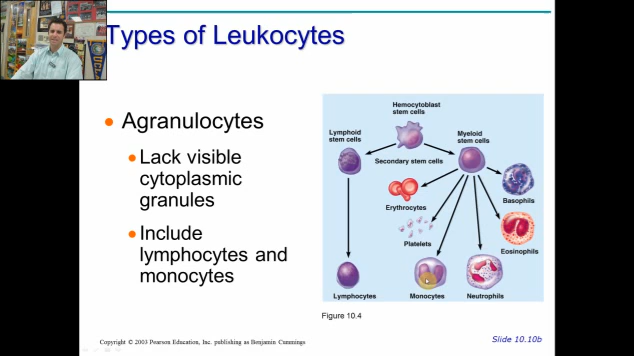 UCLA
Types of Leukocytes
• Agranulocytes
• Lack visible
cytoplasmic
granules
• Include
lymphocytes and
monocytes
Hemocytoblast
stem cells
Lymphoid
stem cells
Myeloid
stem cells
Secondary stem cells
Basophils
Erythrocytes
Platelets
Eosinophils
Lymphocytes
Monocytes
Neutrophils
Figure 10.4
Copyright © 2003 Pearson Education, Inc. publishing as Benjamin Cummings
Slide 10.10b